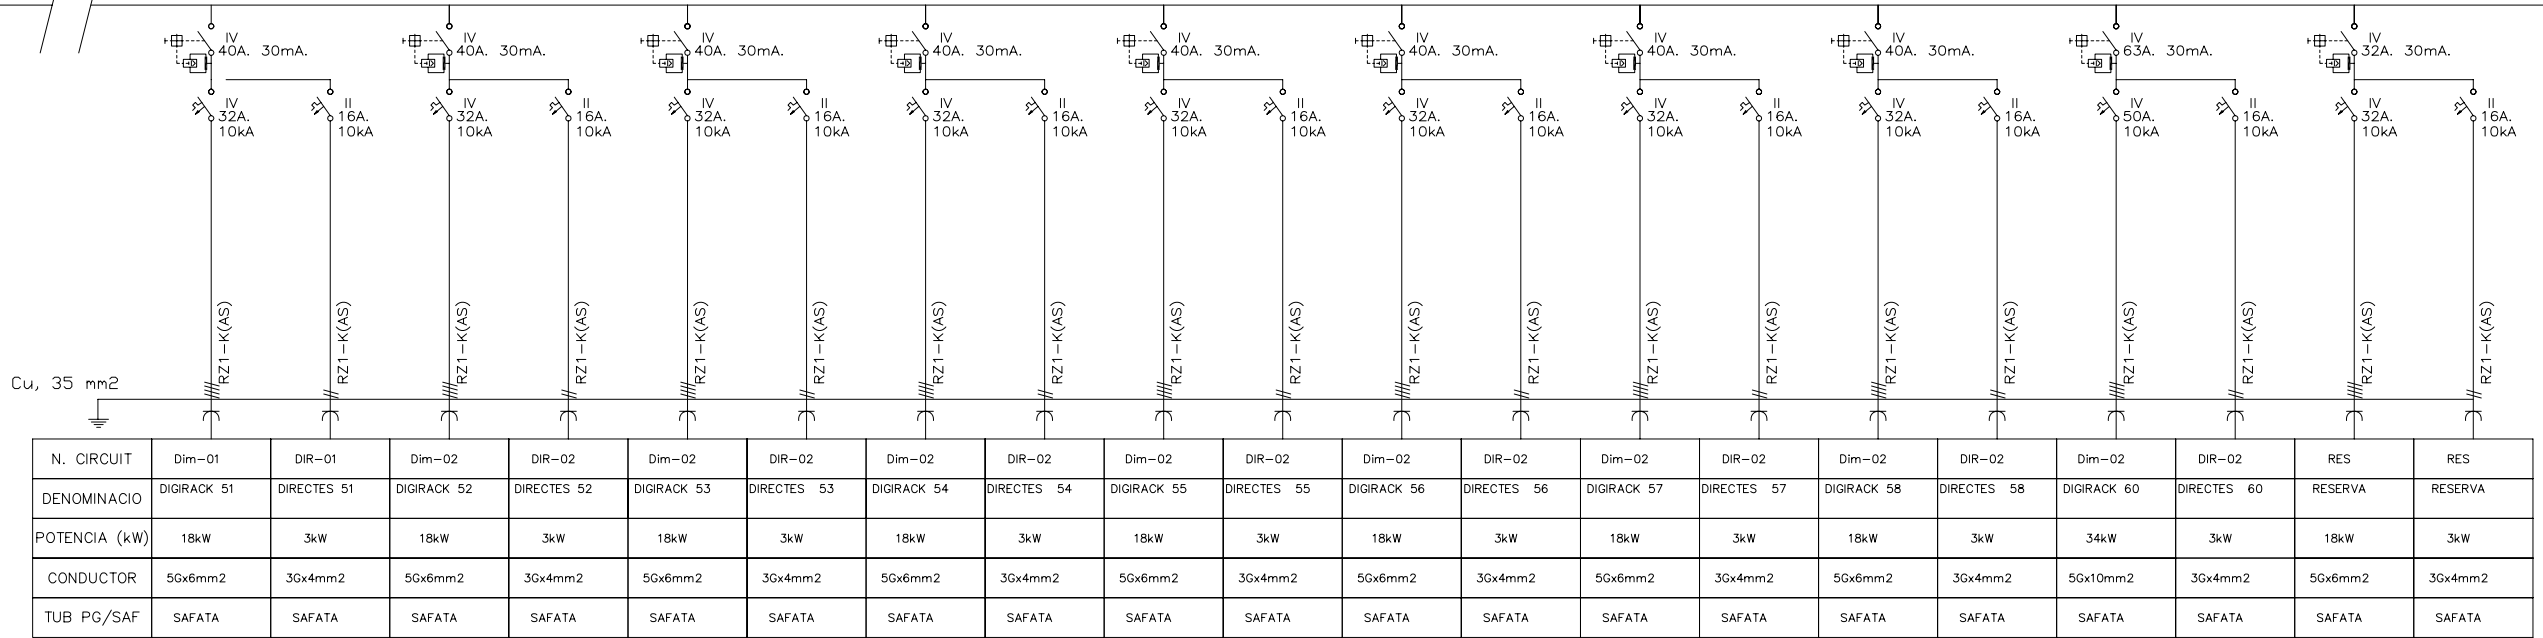 IV IV IV IV IV IV IV IV IV IV
40A. 30mA. 40A. 30mA. 40A. 30mA. 40A. 30mA. 40A. 30mA. 40A. 30mA. 40A. 30mA. 40A. 30mA. 63A. 30mA. 32A. 30mA.
IV II IV II IV II IV II IV II IV II IV II IV II IV II IV II
32A. 16A. 32A. 16A. 32A. 16A. 32A. 16A. 32A. 16A. 32A. 16A. 32A. 16A. 32A. 16A. 50A. 16A. 32A. 16A.
10kA 10kA 10kA 10kA 10kA 10kA 10kA 10kA 10kA 10kA 10kA 10kA 10kA 10kA 10kA 10kA 10kA 10kA 10kA 10kA
RZ1-K(AS) RZ1-K(AS) RZ1-K(AS) RZ1-K(AS) RZ1-K(AS) RZ1-K(AS) RZ1-K(AS) RZ1-K(AS) RZ1-K(AS) RZ1-K(AS) RZ1-K(AS) RZ1-K(AS) RZ1-K(AS) RZ1-K(AS) RZ1-K(AS) RZ1-K(AS) RZ1-K(AS) RZ1-K(AS) RZ1-K(AS) RZ1-K(AS)
Cu, 35 mm2
N. CIRCUIT Dim-01 DIR-01 Dim-02 DIR-02 Dim-02 DIR-02 Dim-02 DIR-02 Dim-02 DIR-02 Dim-02 DIR-02 Dim-02 DIR-02 Dim-02 DIR-02 Dim-02 DIR-02 RES RES
DENOMINACIO DIGIRACK 51 DIRECTES 51 DIGIRACK 52 DIRECTES 52 DIGIRACK 53 DIRECTES 53 DIGIRACK 54 DIRECTES 54 DIGIRACK 55 DIRECTES 55 DIGIRACK 56 DIRECTES 56 DIGIRACK 57 DIRECTES 57 DIGIRACK 58 DIRECTES 58 DIGIRACK 60 DIRECTES 60 RESERVA RESERVA
POTENCIA (kW) 18kW 3kW 18kW 3kW 18kW 3kW 18kW 3kW 18kW 3kW 18kW 3kW 18kW 3kW 18kW 3kW 34kW 3kW 18kW 3kW
CONDUCTOR 5Gx6mm2 3Gx4mm2 5Gx6mm2 3Gx4mm2 5Gx6mm2 3Gx4mm2 5Gx6mm2 3Gx4mm2 5Gx6mm2 3Gx4mm2 5Gx6mm2 3Gx4mm2 5Gx6mm2 3Gx4mm2 5Gx6mm2 3Gx4mm2 5Gx10mm2 3Gx4mm2 5Gx6mm2 3Gx4mm2
TUB PG/SAF SAFATA SAFATA SAFATA SAFATA SAFATA SAFATA SAFATA SAFATA SAFATA SAFATA SAFATA SAFATA SAFATA SAFATA SAFATA SAFATA SAFATA SAFATA SAFATA SAFATA